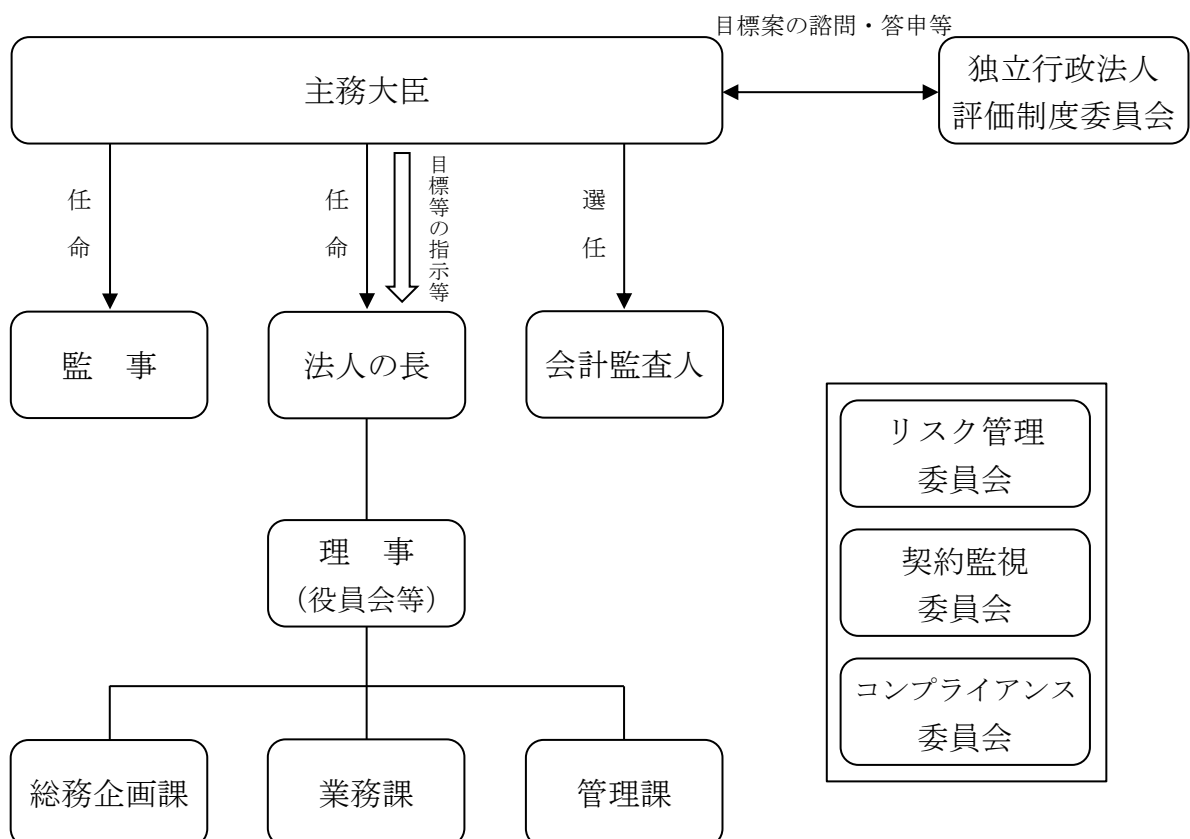 目標案の諮問・答申等
主務大臣
独立行政法人
評価制度委員会
任命
任命
目標等の指示等
選任
監　事
法人の長
会計監査人
リスク管理
委員会
契約監視
委員会
コンプライアンス
委員会
理　事
（役員会等）
総務企画課
業務課
管理課